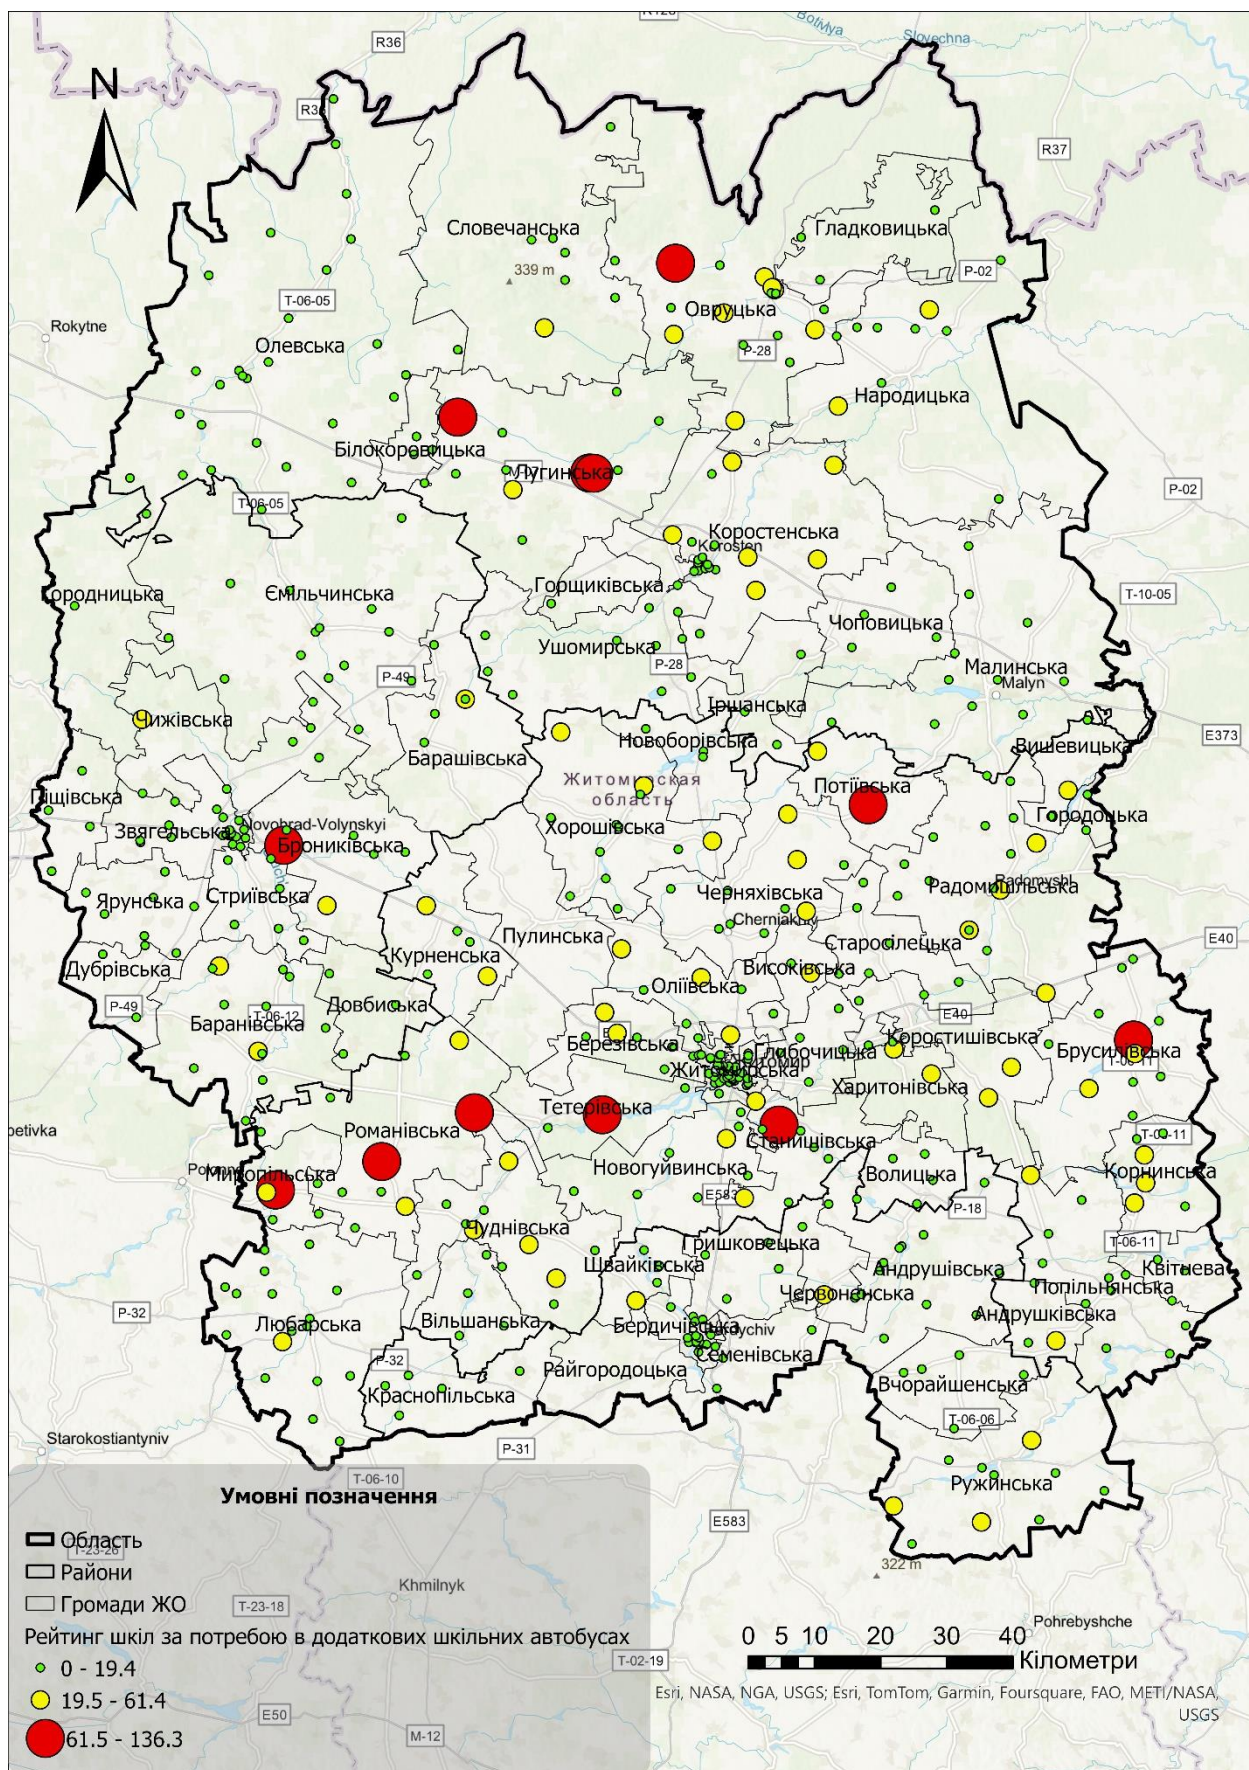 R128
Botivlya
Slovechna
R36
N
R36
R37
Словечанська
Гладковицька
339 m
P-02
T-06-05
Rokytne
Овруцька
Олевська
P-28
Народицька
Білокоровицька
Лугинська
P-02
T-06-05
Коростенська
Korosten
Городницька
Ємільчинська
Горщиківська
T-10-05
Чоповицька
Ушомирська
P-28
Малинська
P-49
Malyn
Іршанська
Чижівська
Новоборівська
E373
Вишевицька
Барашівська
Житомирская
область
Потіївська
Городоцька
Хорошівська
Звягельська
Novohrad-Volynskyi
Брониківська
Radomyshl
Радомишльська
Ярунська
Стриївська
Черняхівська
Cherniakhiv
Пулинська
Старосілецька
E40
Курненська
Високівська
Дубрівська
Оліївська
P-49
Довбиська
T-06-12
E40
Баранівська
Березівська
Коростишівська
Глибочицька
Брусилівська
Житомирська
Харитонівська
Тетерівська
Романівська
Станишівська
T-06-11
Миропільська
Новогуйвинська
Волицька
Корнинська
E583
P-18
Чуднівська
Гришковецька
T-06-11
Швайківська
Андрушівська
Квітнева
Попільнянська
Червоненська
P-32
Вільшанська
Андрушківська
Любарська
Бердичівська
Семенівська
P-32
Райгородоцька
Вчорайшенська
Краснопільська
T-06-06
Starokostiantyniv
P-31
T-06-10
Ружинська
Умовні позначення
E583
Область
T-23-26
Райони
322 m
Khmilnyk
Громади ЖО
T-23-18
Pohrebyshche
Рейтинг шкіл за потребою в додаткових шкільних автобусах
0 5 10 20 30 40
Кілометри
T-02-19
0 - 19.4
19.5 - 61.4
Esri, NASA, NGA, USGS; Esri, TomTom, Garmin, Foursquare, FAO, METI/NASA,
USGS
E50
M-12
61.5 - 136.3